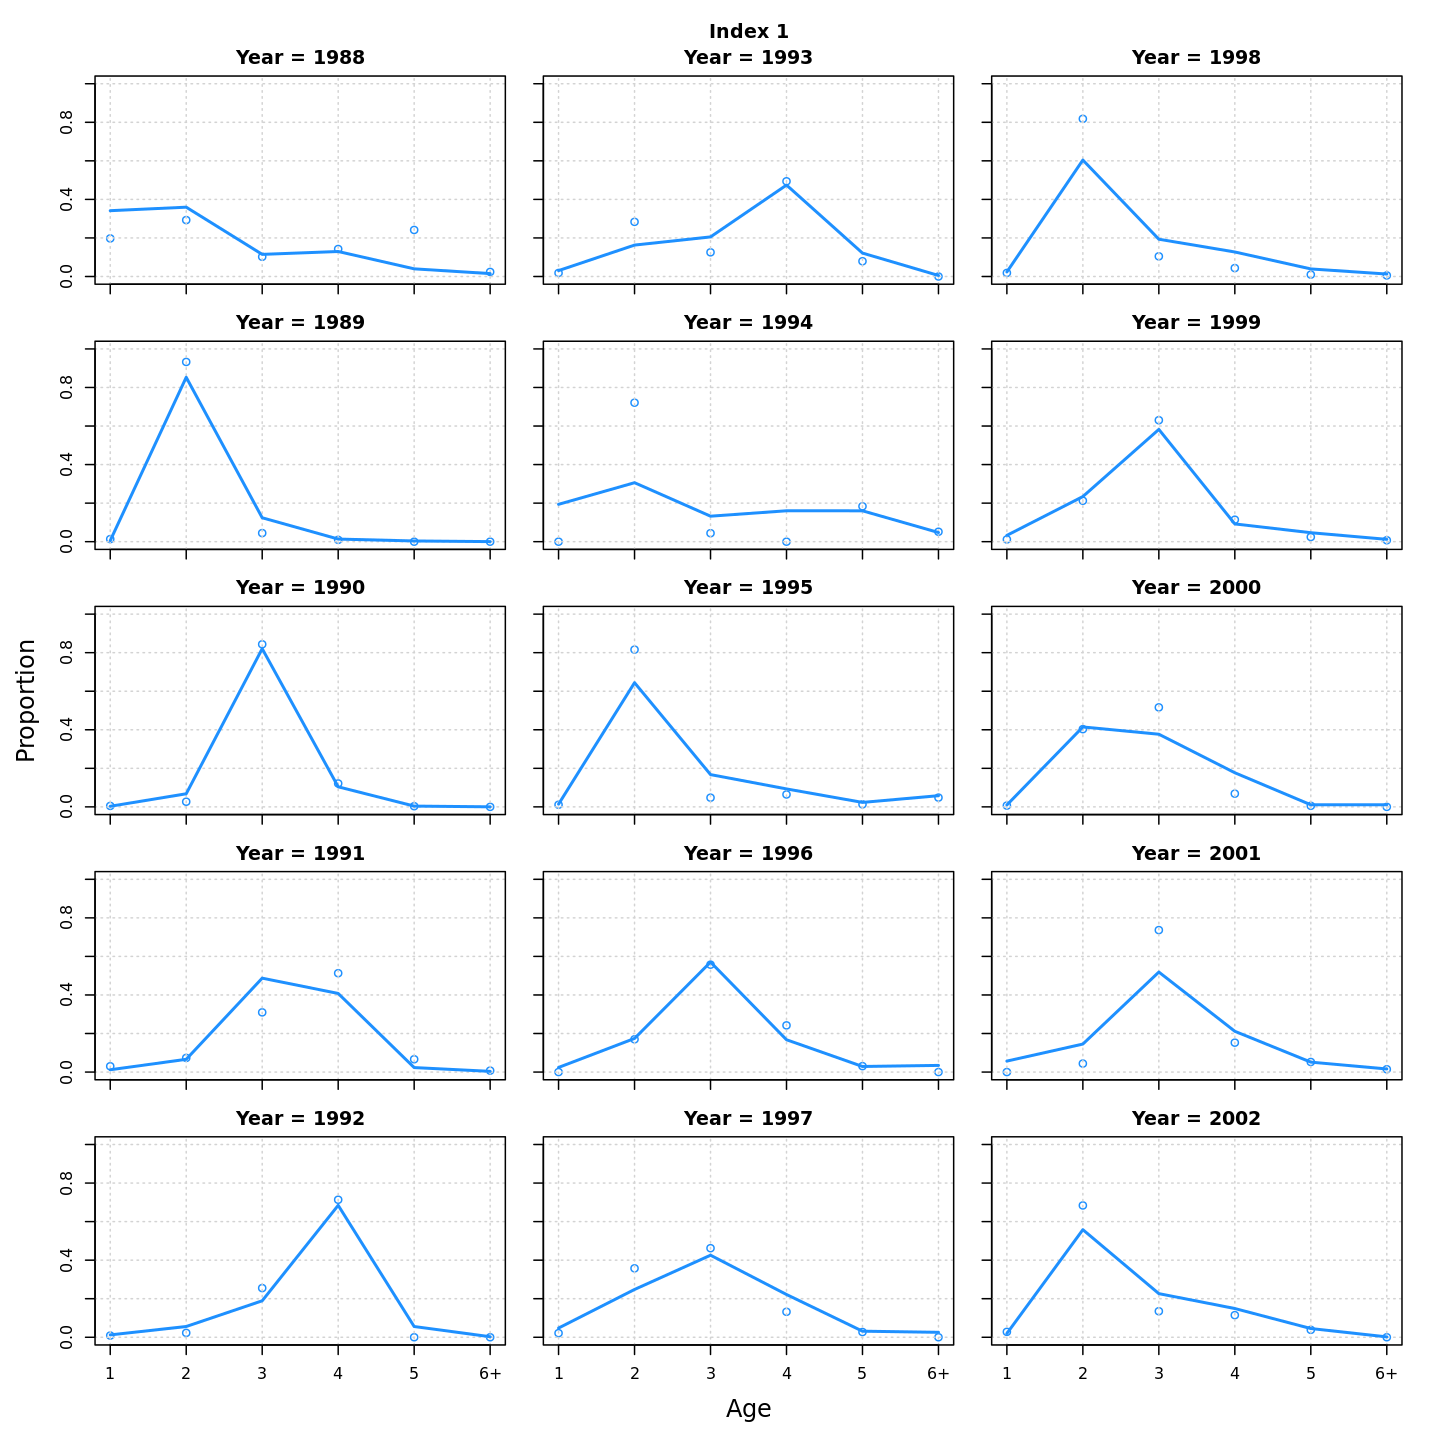 Index 1
Year = 1988 Year = 1993 Year = 1998
0.0 0.4 0.8
Year = 1989 Year = 1994 Year = 1999
0.0 0.4 0.8
Year = 1990 Year = 1995 Year = 2000
0.0 0.4 0.8
Proportion
Year = 1991 Year = 1996 Year = 2001
0.0 0.4 0.8
Year = 1992 Year = 1997 Year = 2002
0.0 0.4 0.8
1 2 3 4 5 6+ 1 2 3 4 5 6+ 1 2 3 4 5 6+
Age